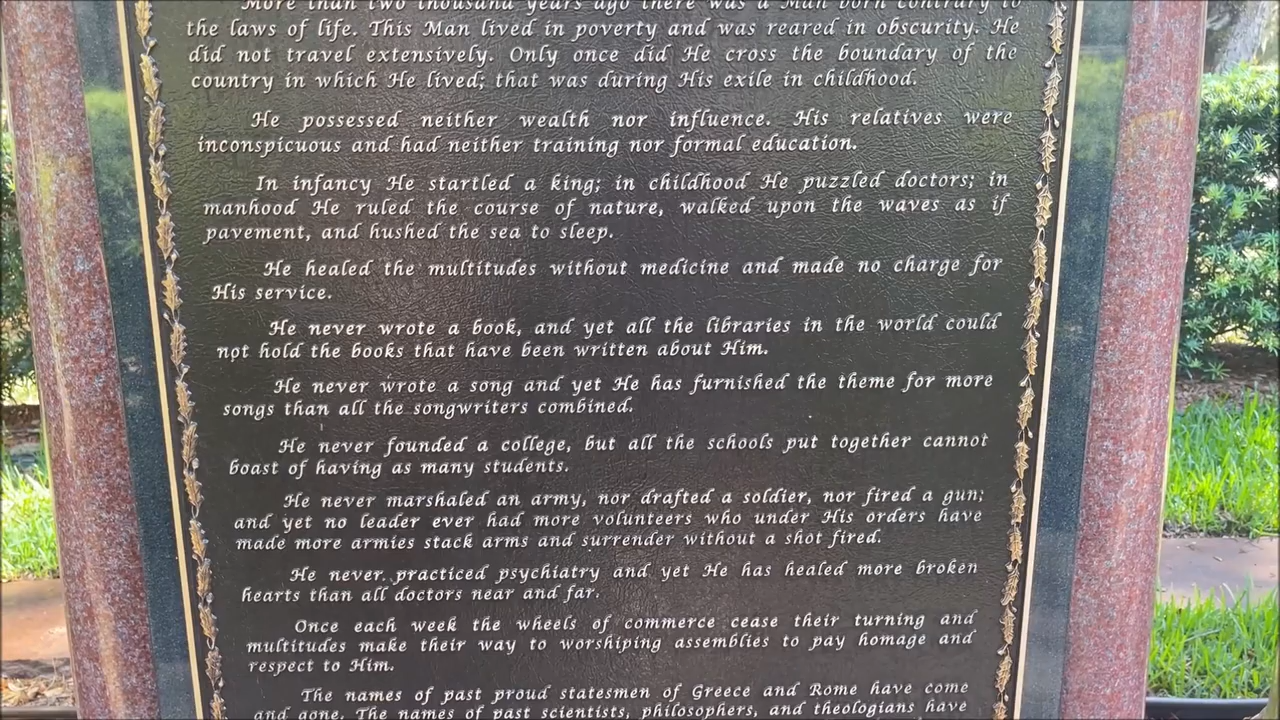 More than two thousand years ago there was a Man born contrary to
the laws of life. This Man lived in poverty and was reared in obscurity. He
did not travel extensively. Only once did He cross the boundary of the
country in which He lived; that was during His exile in childhood.
He possessed neither wealth nor influence. His relatives were
inconspicuous and had neither training nor formal education.
In infancy He startled a king; in childhood He puzzled doctors; in
manhood He ruled the course of nature, walked upon the waves as if
pavement, and hushed the sea to sleep.
He healed the multitudes without medicine and made no charge for
His service.
He never wrote a book, and yet all the libraries in the world could
not hold the books that have been written about Him.
He never wrote a song and yet He has furnished the theme for more
songs than all the songwriters combined.
He never founded a college, but all the schools put together cannot
boast of having as many students.
He never marshaled an army, nor drafted a soldier, nor fired a gun;
and yet no leader ever had more volunteers who under His orders have
made more armies stack arms and surrender without a shot fired.
He never practiced psychiatry and yet He has healed more broken
hearts than all doctors near and far.
Once each week the wheels of commerce cease their turning and
multitudes make their way to worshiping assemblies to pay homage and
respect to Him.
The names of past proud statesmen of Greece and Rome have come
and gone. The names of past scientists, philosophers, and theologians have